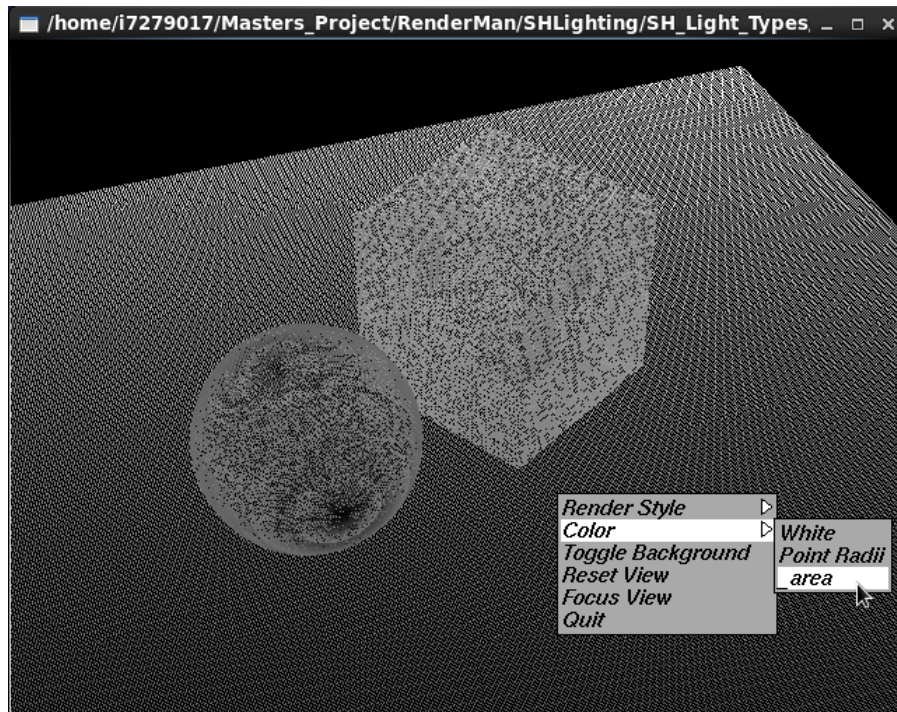 /home/i7279017/Masters_Project/RenderMan/SHLighting/SH_Light_Types
Render Style
Color
Toggle Background
Reset View
Focus View
Quit
White
Point Radii
_area